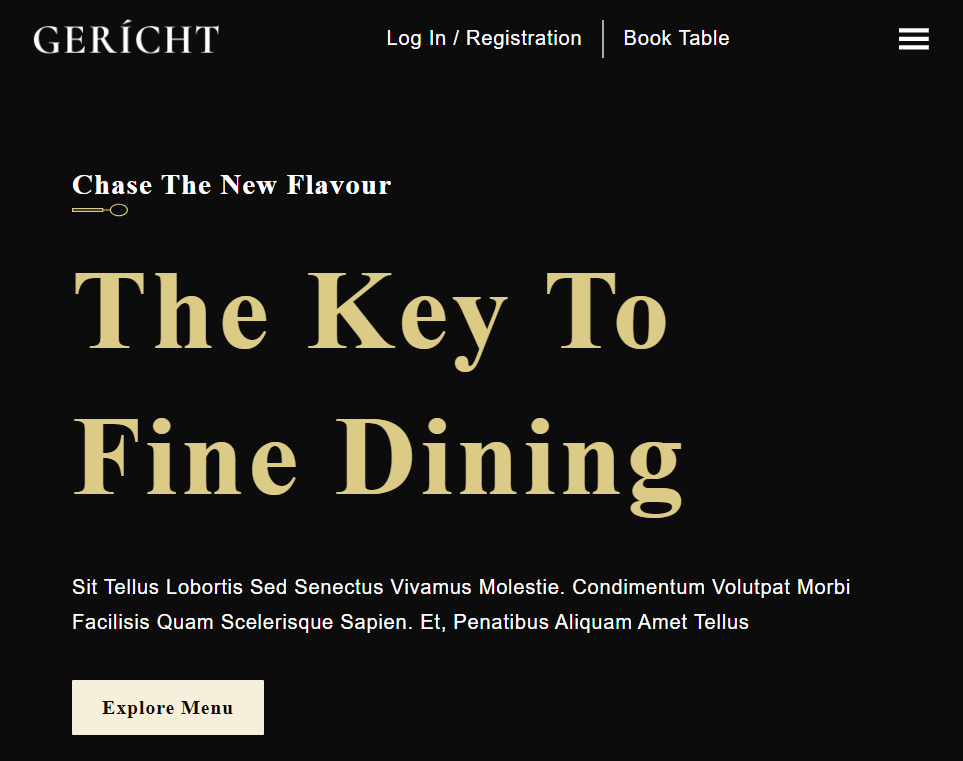 GERÍCHT
Log In / Registration
Book Table
Chase The New Flavour
The Key To
Fine Dining
Sit Tellus Lobortis Sed Senectus Vivamus Molestie. Condimentum Volutpat Morbi
Facilisis Quam Scelerisque Sapien. Et, Penatibus Aliquam Amet Tellus
Explore Menu